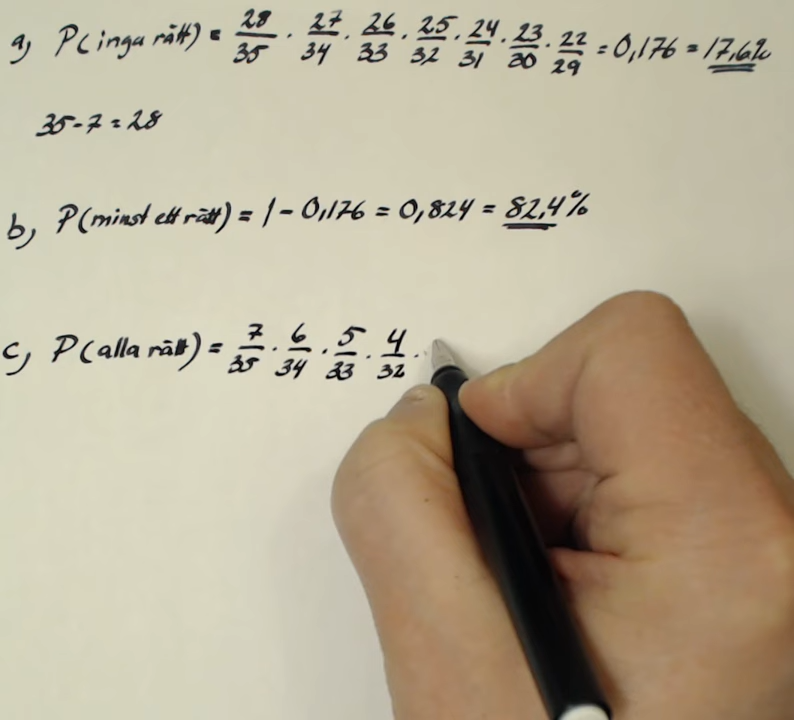 a) P(inga rätt) = 28/35 · 27/34 · 26/33 · 25/32 · 24/31 · 23/30 · 22/29 = 0,176 = 17,6%
35-7=28
b) P(minst ett rätt) = 1 - 0,176 = 0,824 = 82,4%
c) P(alla rätt) = 7/35 · 6/34 · 5/33 · 4/32 ·